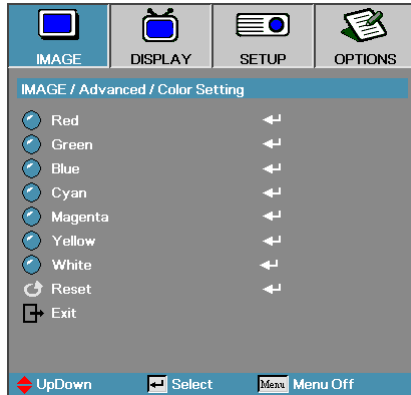 IMAGE DISPLAY SETUP OPTIONS
IMAGE / Advanced / Color Setting
Red
Green
Blue
Cyan
Magenta
Yellow
White
Reset
Exit
UpDown Select Menu Menu Off